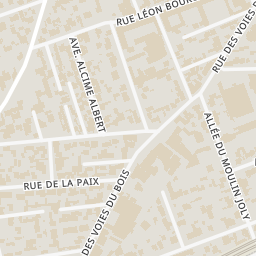 RUE LÉON BOUR
RUE DES VOIES D
AVE. ALCIME ALBERT
ALLÉE DU MOULIN JOLY
RUE DE LA PAIX
DES VOIES DU BOIS